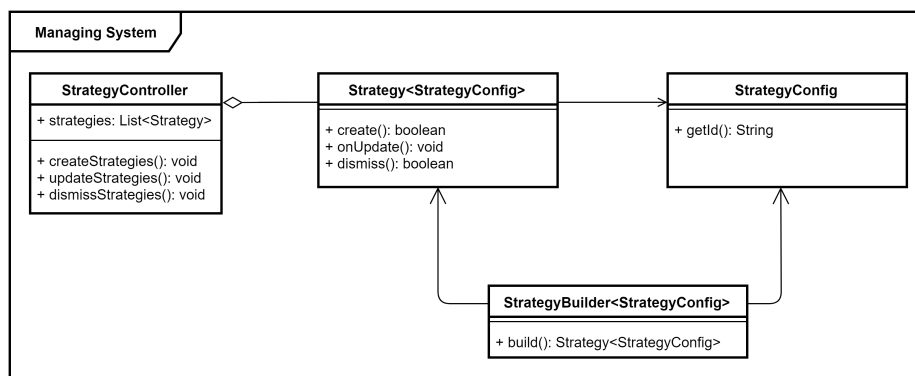 Managing System
StrategyController
+ strategies: List<Strategy>
+ createStrategies(): void
+ updateStrategies(): void
+ dismissStrategies(): void
Strategy<StrategyConfig>
+ create(): boolean
+ onUpdate(): void
+ dismiss(): boolean
StrategyConfig
+ getId(): String
StrategyBuilder<StrategyConfig>
+ build(): Strategy<StrategyConfig>